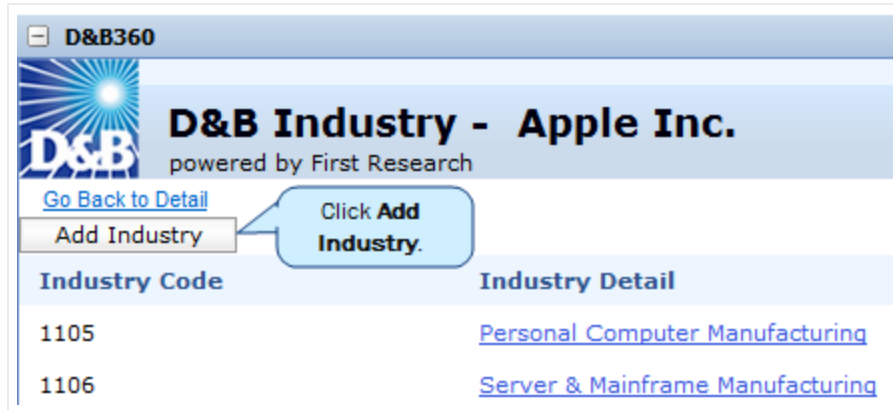 D&B360
D&B
D&B Industry - Apple Inc.
powered by First Research
Go Back to Detail
Add Industry
Click Add
Industry.
Industry Code Industry Detail
1105 Personal Computer Manufacturing
1106 Server & Mainframe Manufacturing